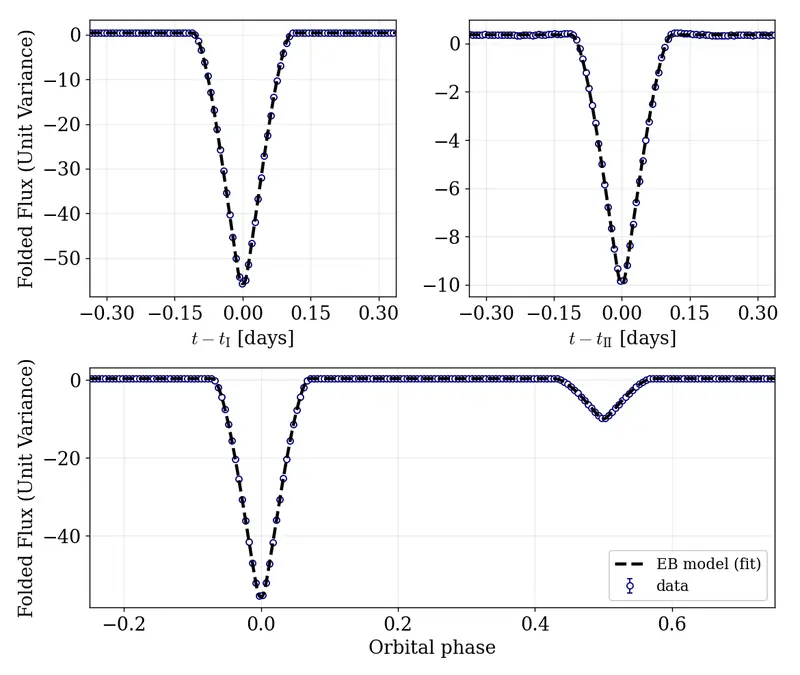 Folded Flux (Unit Variance)
0
−10
−20
−30
−40
−50
−0.30 −0.15 0.00 0.15 0.30
t − t_I [days]
0
−2
−4
−6
−8
−10
−0.30 −0.15 0.00 0.15 0.30
t − t_II [days]
Folded Flux (Unit Variance)
0
−20
−40
−0.2 0.0 0.2 0.4 0.6
Orbital phase
EB model (fit)
data